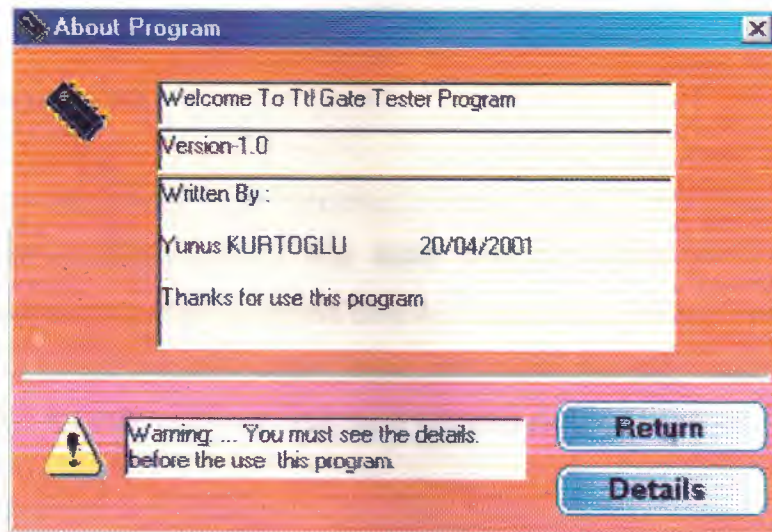 About Program
Welcome To Ttl Gate Tester Program
Version-1.0
Written By :
Yunus KURTOGLU 20/04/2001
Thanks for use this program
Warning: ... You must see the details.
before the use this program.
Return
Details